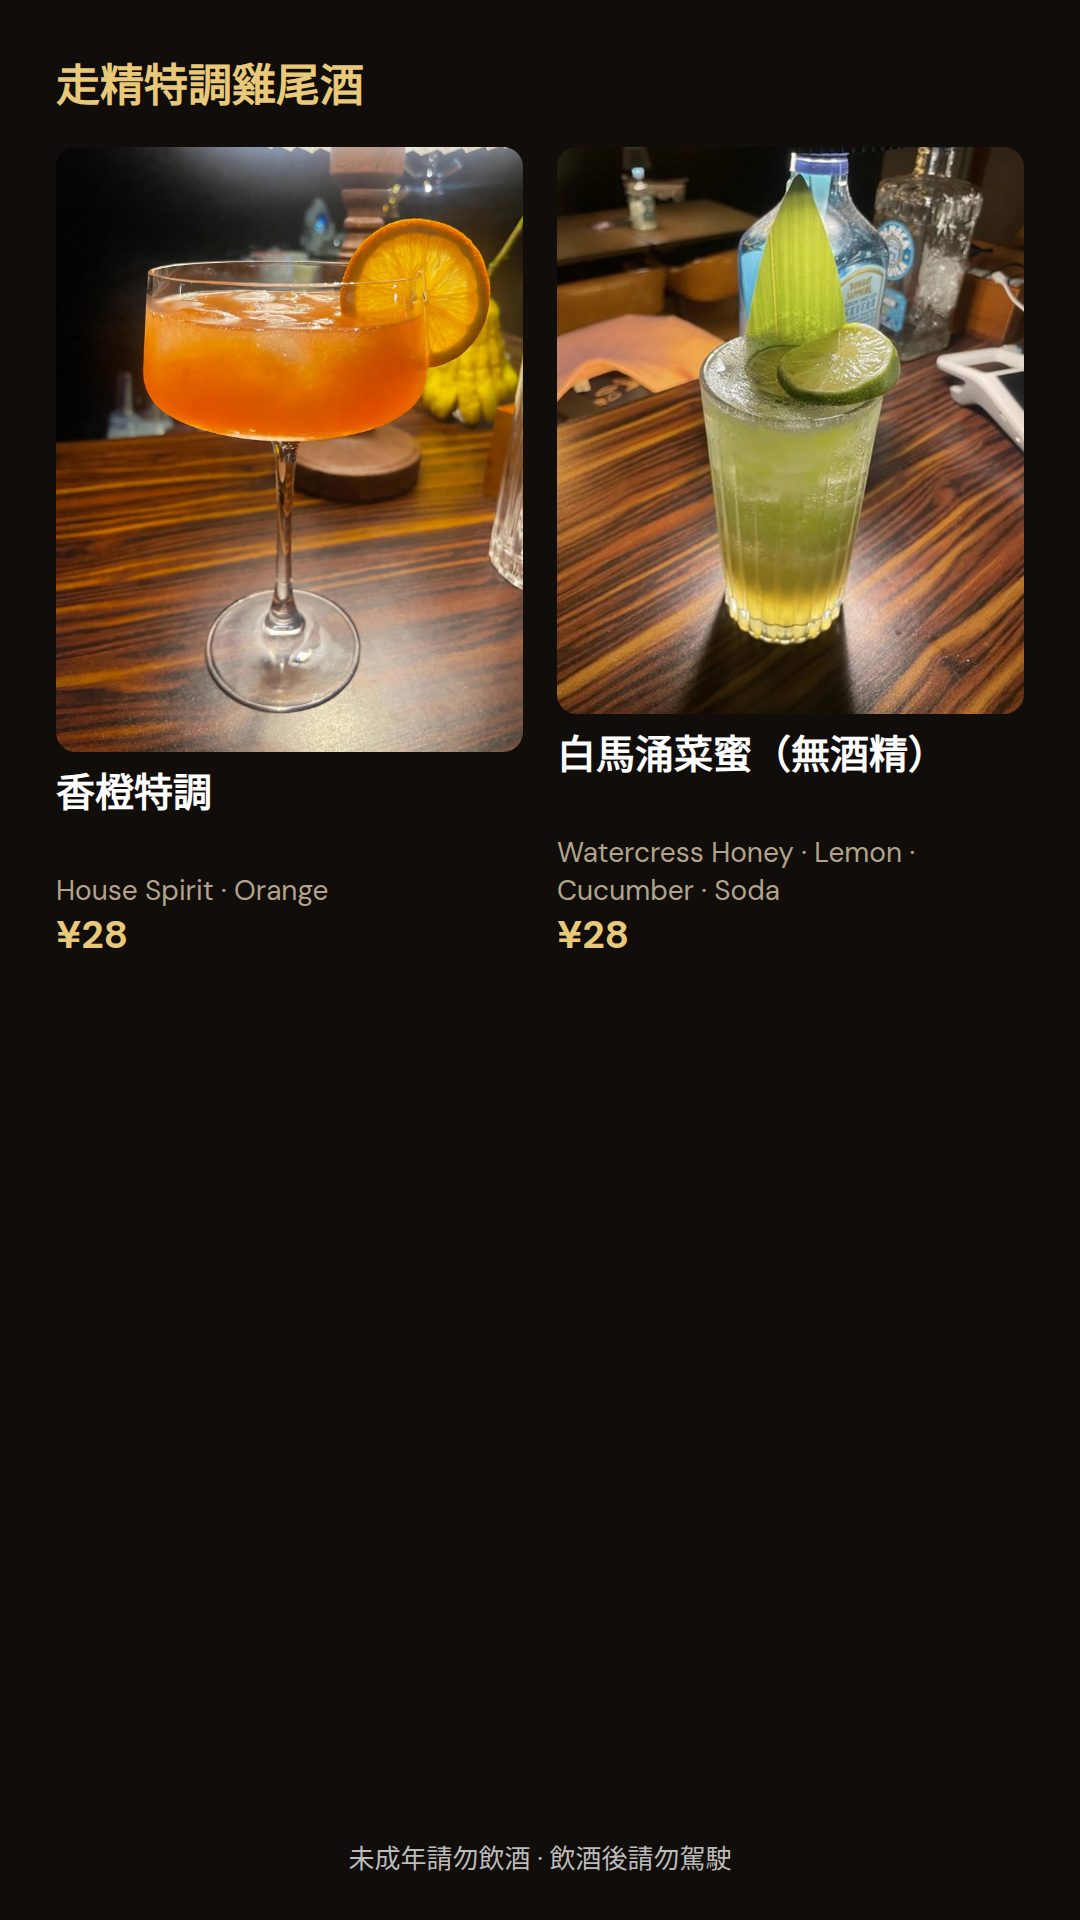 走精特調雞尾酒
香橙特調
House Spirit · Orange
¥28
白馬涌菜蜜（無酒精）
Watercress Honey · Lemon ·
Cucumber · Soda
¥28
未成年請勿飲酒 · 飲酒後請勿駕駛